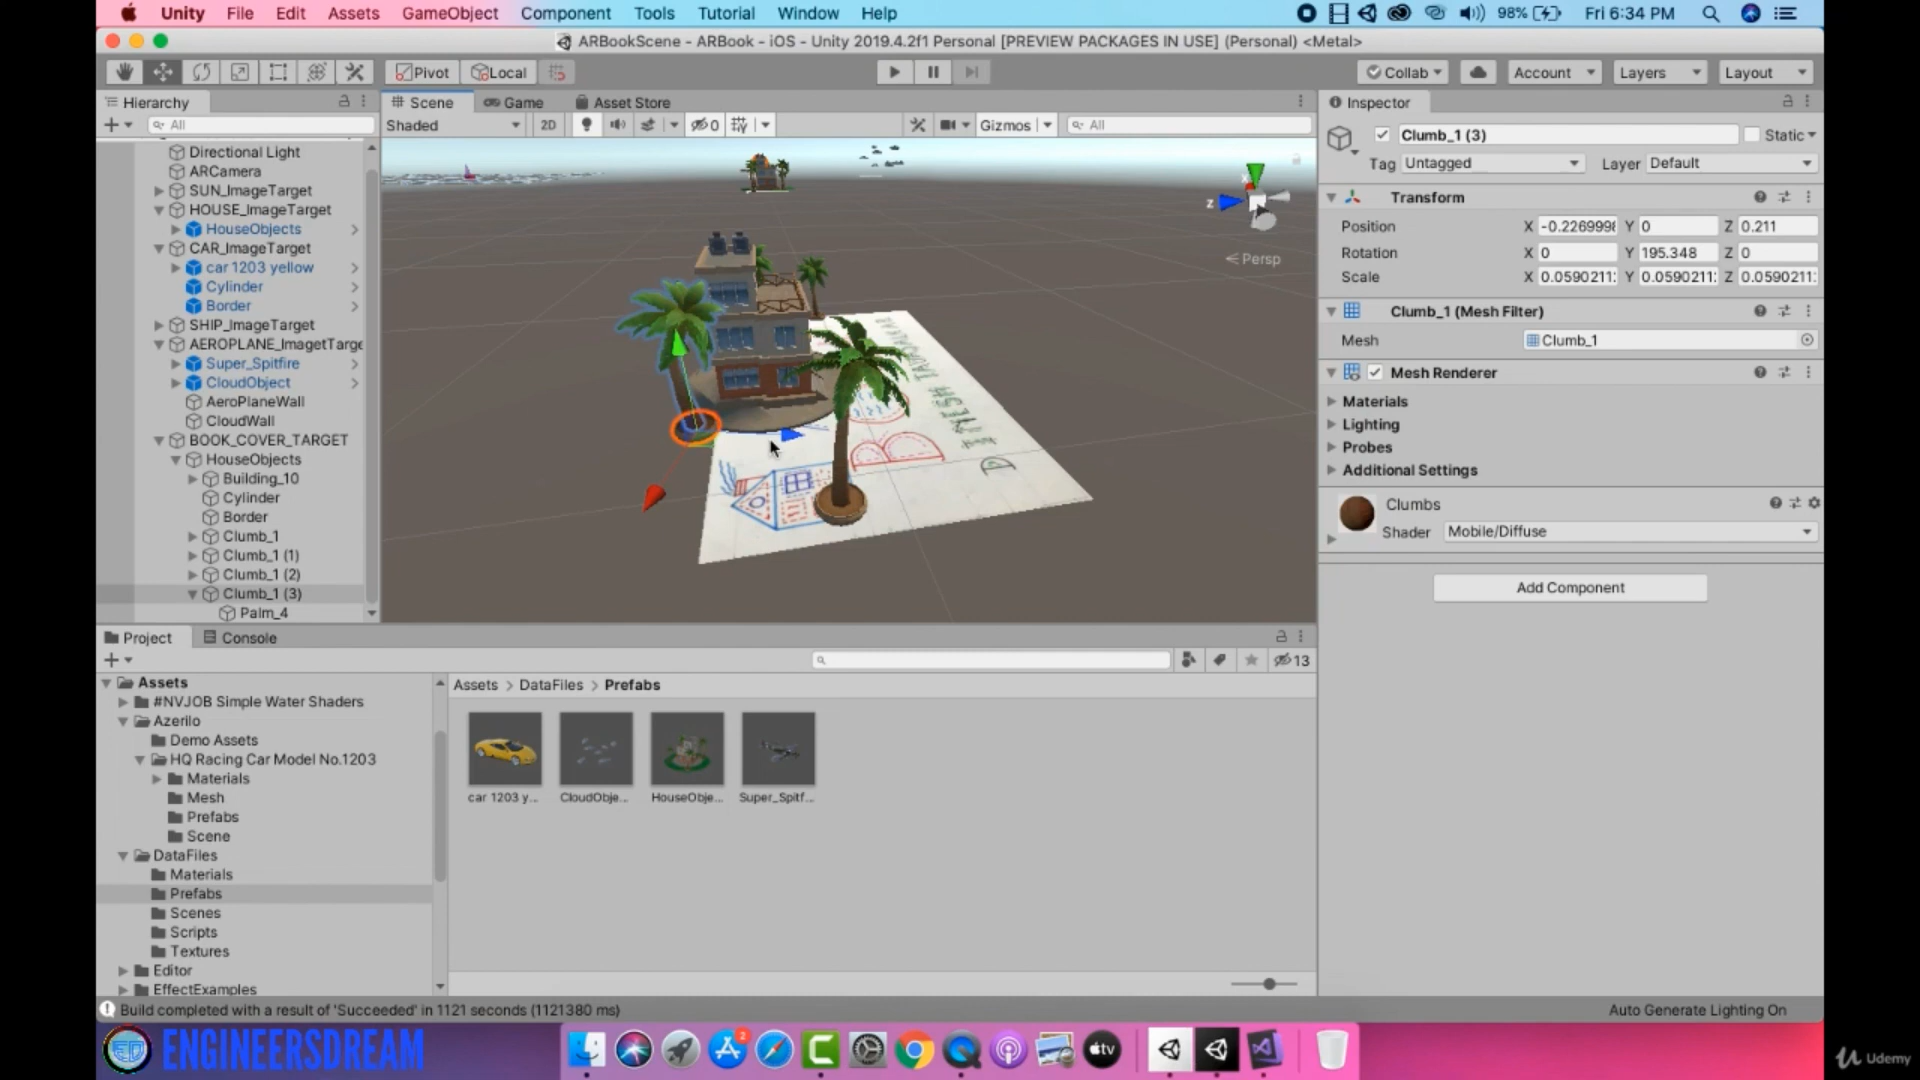 Unity File Edit Assets GameObject Component Tools Tutorial Window Help 98% Fri 6:34 PM
ARBookScene - ARBook - iOS - Unity 2019.4.2f1 Personal [PREVIEW PACKAGES IN USE] (Personal) <Metal>
Pivot Local Collab Account Layers Layout
Hierarchy Scene Game Asset Store Inspector
All Shaded 2D 0 Gizmos All
Clumb_1 (3) Static
Tag Untagged Layer Default
Directional Light
ARCamera
SUN_ImageTarget
HOUSE_ImageTarget
HouseObjects
CAR_ImageTarget
car 1203 yellow
Cylinder
Border
SHIP_ImageTarget
AEROPLANE_ImagetTarge
Super_Spitfire
CloudObject
AeroPlaneWall
CloudWall
BOOK_COVER_TARGET
HouseObjects
Building_10
Cylinder
Border
Clumb_1
Clumb_1 (1)
Clumb_1 (2)
Clumb_1 (3)
Palm_4
z
Persp
Transform
Position X -0.2269998 Y 0 Z 0.211
Rotation X 0 Y 195.348 Z 0
Scale X 0.0590211: Y 0.0590211: Z 0.0590211:
Clumb_1 (Mesh Filter)
Mesh Clumb_1
Mesh Renderer
Materials
Lighting
Probes
Additional Settings
Clumbs
Shader Mobile/Diffuse
Add Component
Project Console
13
Assets
#NVJOB Simple Water Shaders
Azerilo
Demo Assets
HQ Racing Car Model No.1203
Materials
Mesh
Prefabs
Scene
DataFiles
Materials
Prefabs
Scenes
Scripts
Textures
Editor
EffectExamples
Assets > DataFiles > Prefabs
car 1203 y... CloudObje... HouseObje... Super_Spitf...
Build completed with a result of 'Succeeded' in 1121 seconds (1121380 ms)
Auto Generate Lighting On
ENGINEERSDREAM
2
tv
Udemy